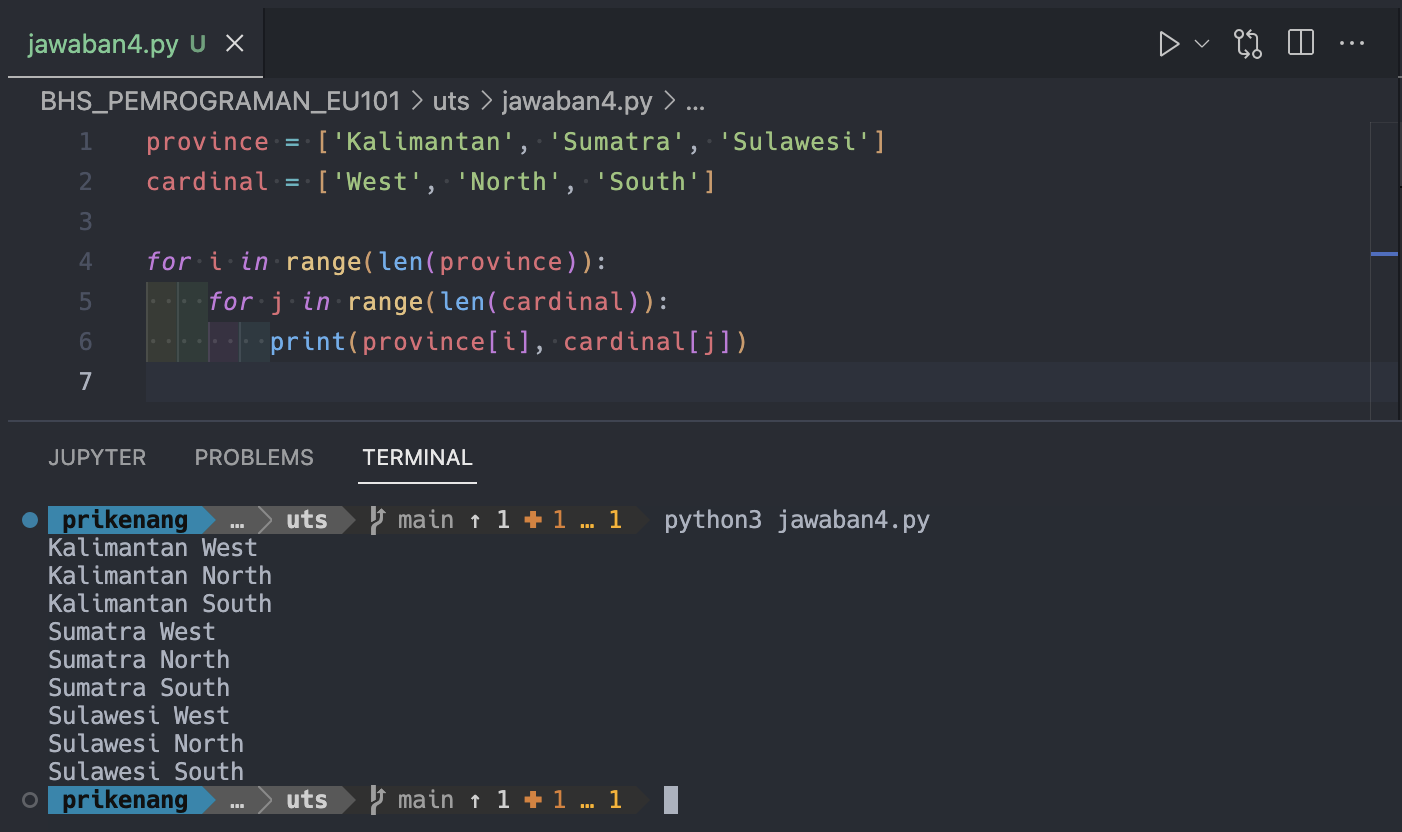 jawaban4.py U
BHS_PEMROGRAMAN_EU101 > uts > jawaban4.py > ...
1 province = ['Kalimantan', 'Sumatra', 'Sulawesi']
2 cardinal = ['West', 'North', 'South']
3
4 for i in range(len(province)):
5     for j in range(len(cardinal)):
6         print(province[i], cardinal[j])
7
JUPYTER PROBLEMS TERMINAL
prikenang … uts main ↑ 1 ✚ 1 … 1 python3 jawaban4.py
Kalimantan West
Kalimantan North
Kalimantan South
Sumatra West
Sumatra North
Sumatra South
Sulawesi West
Sulawesi North
Sulawesi South
prikenang … uts main ↑ 1 ✚ 1 … 1